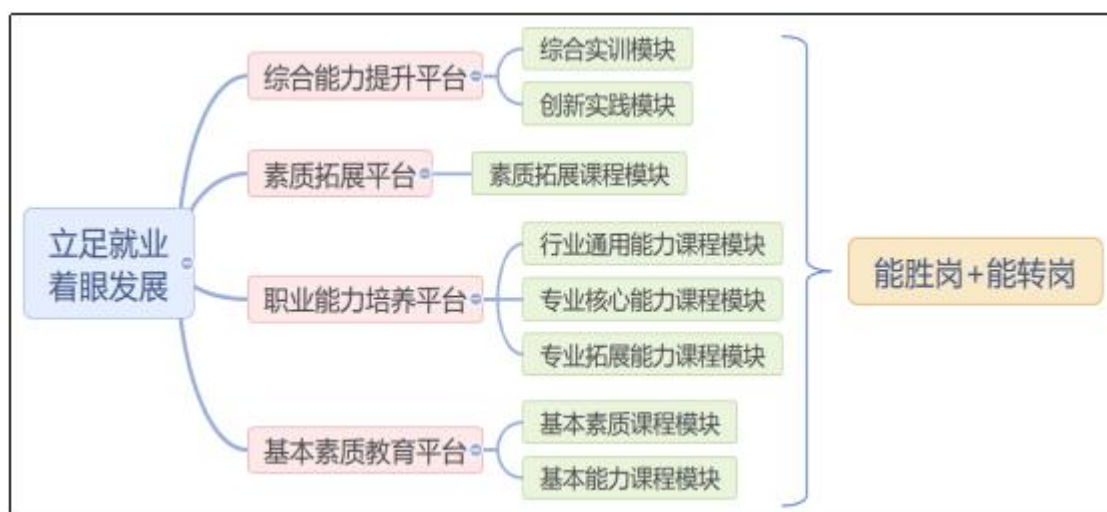 立足就业
着眼发展
综合能力提升平台
综合实训模块
创新实践模块
素质拓展平台
素质拓展课程模块
职业能力培养平台
行业通用能力课程模块
专业核心能力课程模块
专业拓展能力课程模块
基本素质教育平台
基本素质课程模块
基本能力课程模块
能胜岗+能转岗